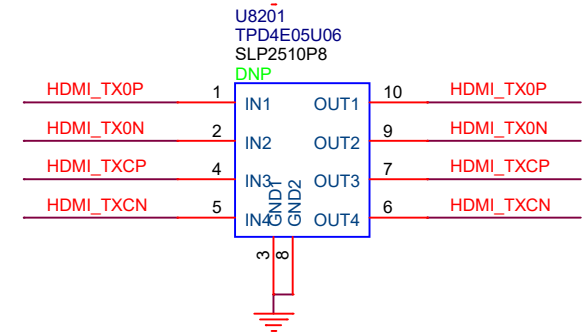 U8201
TPD4E05U06
SLP2510P8
DNP
HDMI_TX0P 1 IN1 OUT1 10 HDMI_TX0P
HDMI_TX0N 2 IN2 OUT2 9 HDMI_TX0N
HDMI_TXCP 4 IN3 OUT3 7 HDMI_TXCP
HDMI_TXCN 5 IN4 OUT4 6 HDMI_TXCN
GND1
GND2
3
8